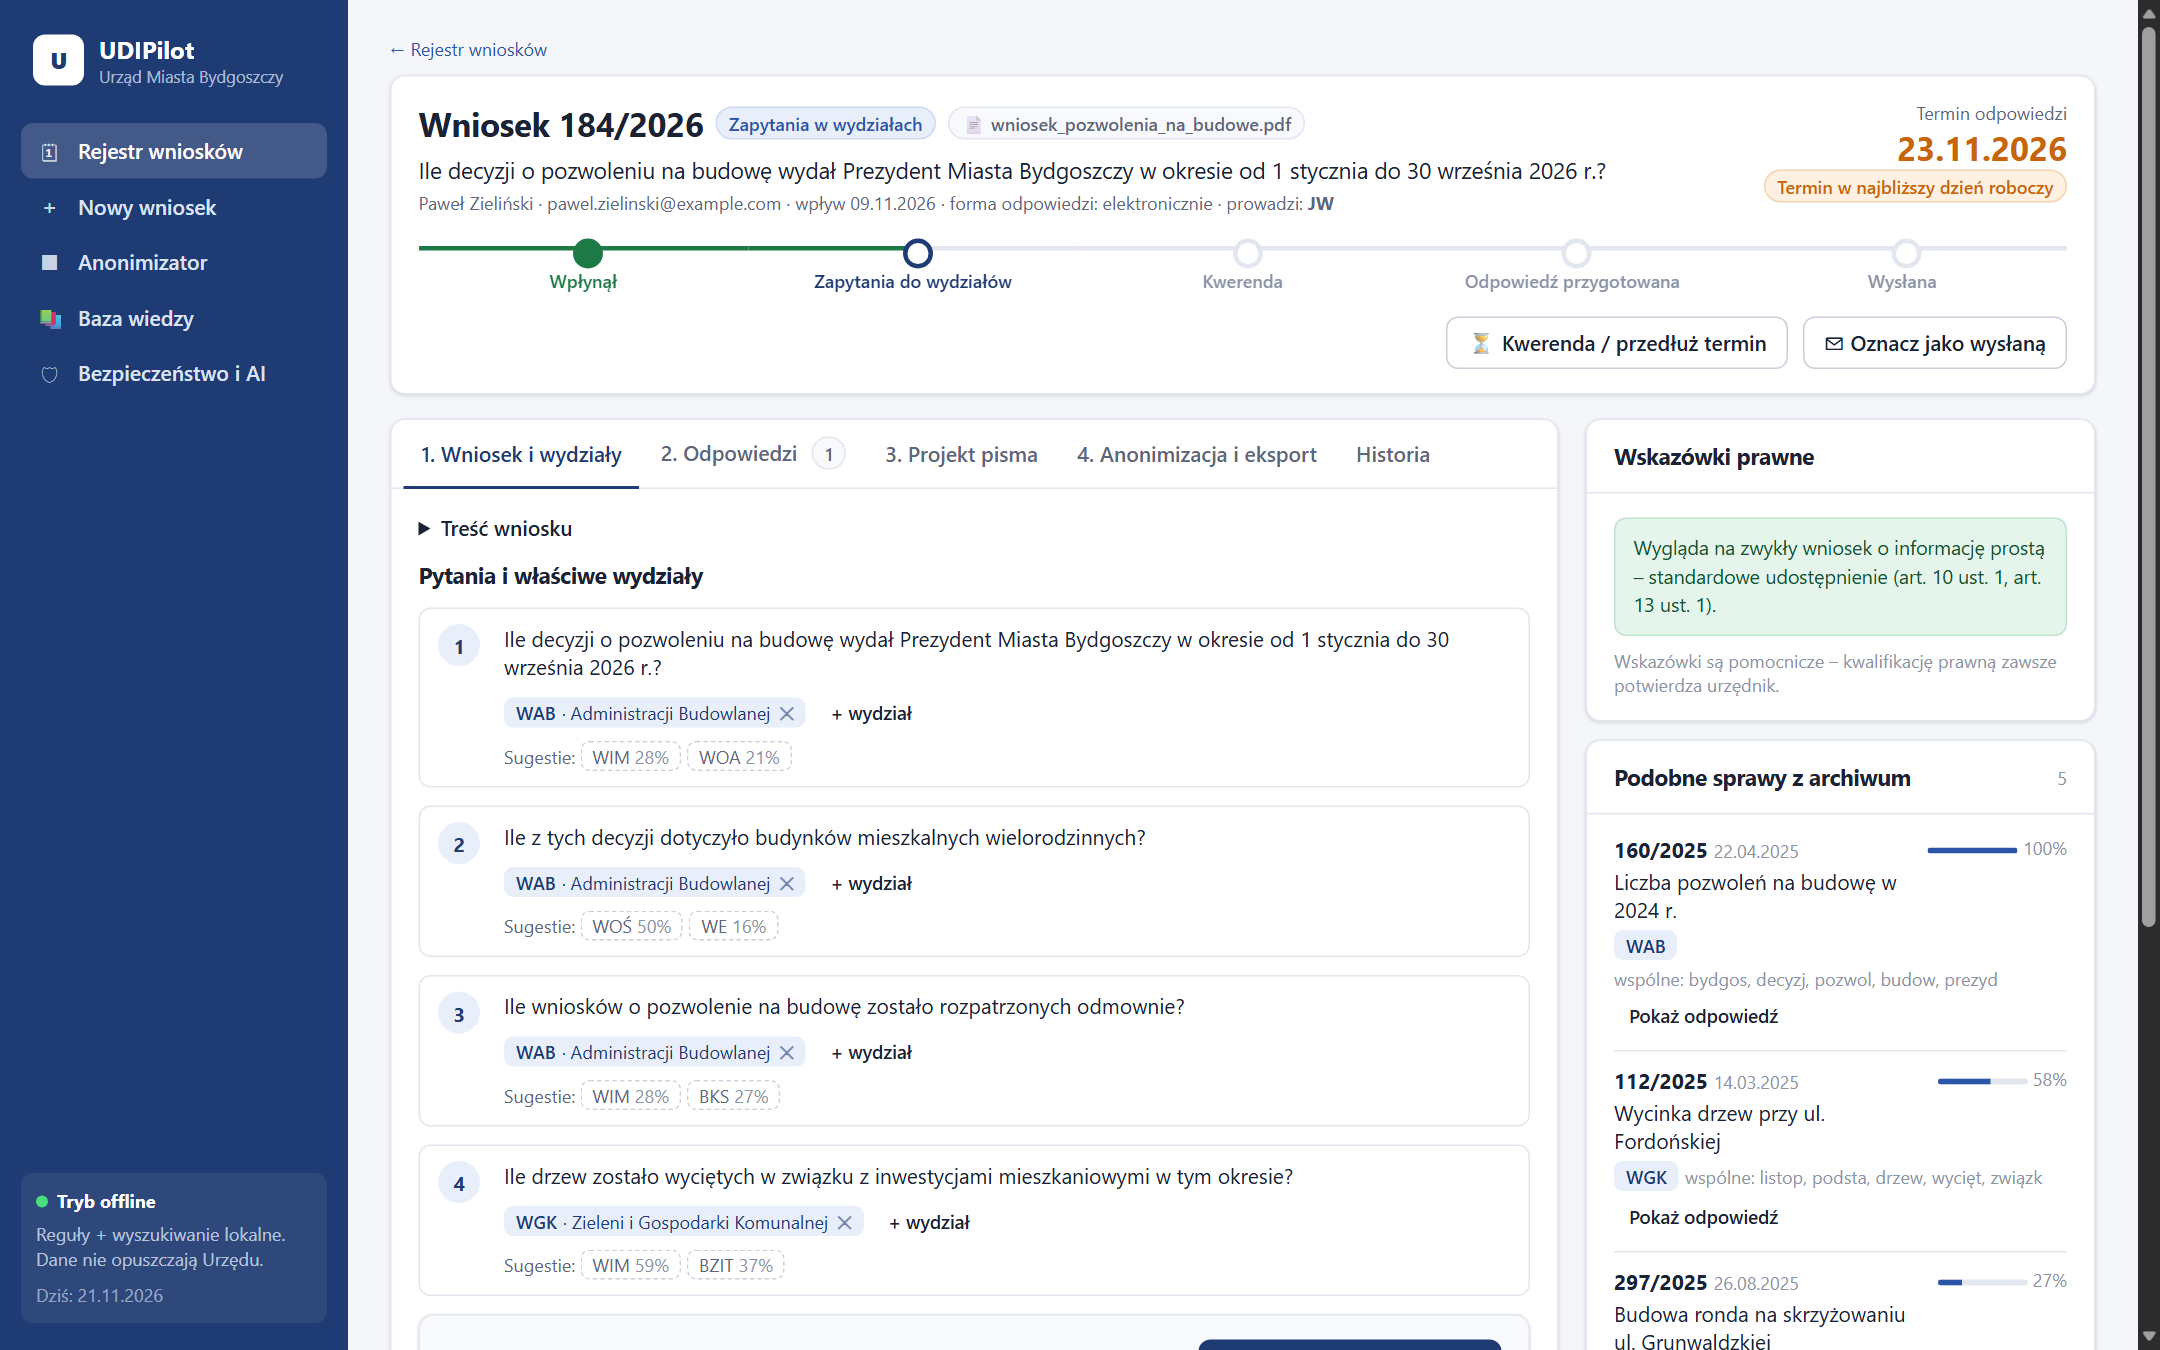 U
UDIPilot
Urząd Miasta Bydgoszczy
Rejestr wniosków
+ Nowy wniosek
Anonimizator
Baza wiedzy
Bezpieczeństwo i AI
Tryb offline
Reguły + wyszukiwanie lokalne.
Dane nie opuszczają Urzędu.
Dziś: 21.11.2026
← Rejestr wniosków
Wniosek 184/2026 Zapytania w wydziałach wniosek_pozwolenia_na_budowe.pdf
Ile decyzji o pozwoleniu na budowę wydał Prezydent Miasta Bydgoszczy w okresie od 1 stycznia do 30 września 2026 r.?
Paweł Zieliński · pawel.zielinski@example.com · wpływ 09.11.2026 · forma odpowiedzi: elektronicznie · prowadzi: JW
Termin odpowiedzi
23.11.2026
Termin w najbliższy dzień roboczy
Wpłynął Zapytania do wydziałów Kwerenda Odpowiedź przygotowana Wysłana
Kwerenda / przedłuż termin Oznacz jako wysłaną
1. Wniosek i wydziały 2. Odpowiedzi 1 3. Projekt pisma 4. Anonimizacja i eksport Historia
▶ Treść wniosku
Pytania i właściwe wydziały
1 Ile decyzji o pozwoleniu na budowę wydał Prezydent Miasta Bydgoszczy w okresie od 1 stycznia do 30
września 2026 r.?
WAB · Administracji Budowlanej × + wydział
Sugestie: WIM 28% WOA 21%
2 Ile z tych decyzji dotyczyło budynków mieszkalnych wielorodzinnych?
WAB · Administracji Budowlanej × + wydział
Sugestie: WOŚ 50% WE 16%
3 Ile wniosków o pozwolenie na budowę zostało rozpatrzonych odmownie?
WAB · Administracji Budowlanej × + wydział
Sugestie: WIM 28% BKS 27%
4 Ile drzew zostało wyciętych w związku z inwestycjami mieszkaniowymi w tym okresie?
WGK · Zieleni i Gospodarki Komunalnej × + wydział
Sugestie: WIM 59% BZIT 37%
Wskazówki prawne
Wygląda na zwykły wniosek o informację prostą
– standardowe udostępnienie (art. 10 ust. 1, art.
13 ust. 1).
Wskazówki są pomocnicze – kwalifikację prawną zawsze
potwierdza urzędnik.
Podobne sprawy z archiwum 5
160/2025 22.04.2025 100%
Liczba pozwoleń na budowę w
2024 r.
WAB
wspólne: bydgos, decyzj, pozwol, budow, prezyd
Pokaż odpowiedź
112/2025 14.03.2025 58%
Wycinka drzew przy ul.
Fordońskiej
WGK wspólne: listop, podsta, drzew, wycięt, związk
Pokaż odpowiedź
297/2025 26.08.2025 27%
Budowa ronda na skrzyżowaniu
ul. Grunwaldzkiej